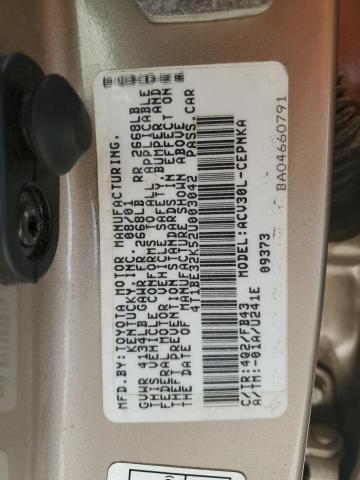 MFD.BY:TOYOTA MOTOR MANUFACTURING,
KENTUCKY,INC. 08/01
GVWR 4134LB GAWR FR 2668LB RR 2668LB
THIS VEHICLE CONFORMS TO ALL APPLICABLE
FEDERAL MOTOR VEHICLE SAFETY,BUMPER,AND
THEFT PREVENTION STANDARDS IN EFFECT ON
THE DATE OF MANUFACTURE SHOWN ABOVE.
4T1BE32K52U003042 PASS.CAR
C/TR:4Q2/FB43 MODEL:ACV30L-CEPNKA
A/TM:-01A/U241E 09373
BA04660791